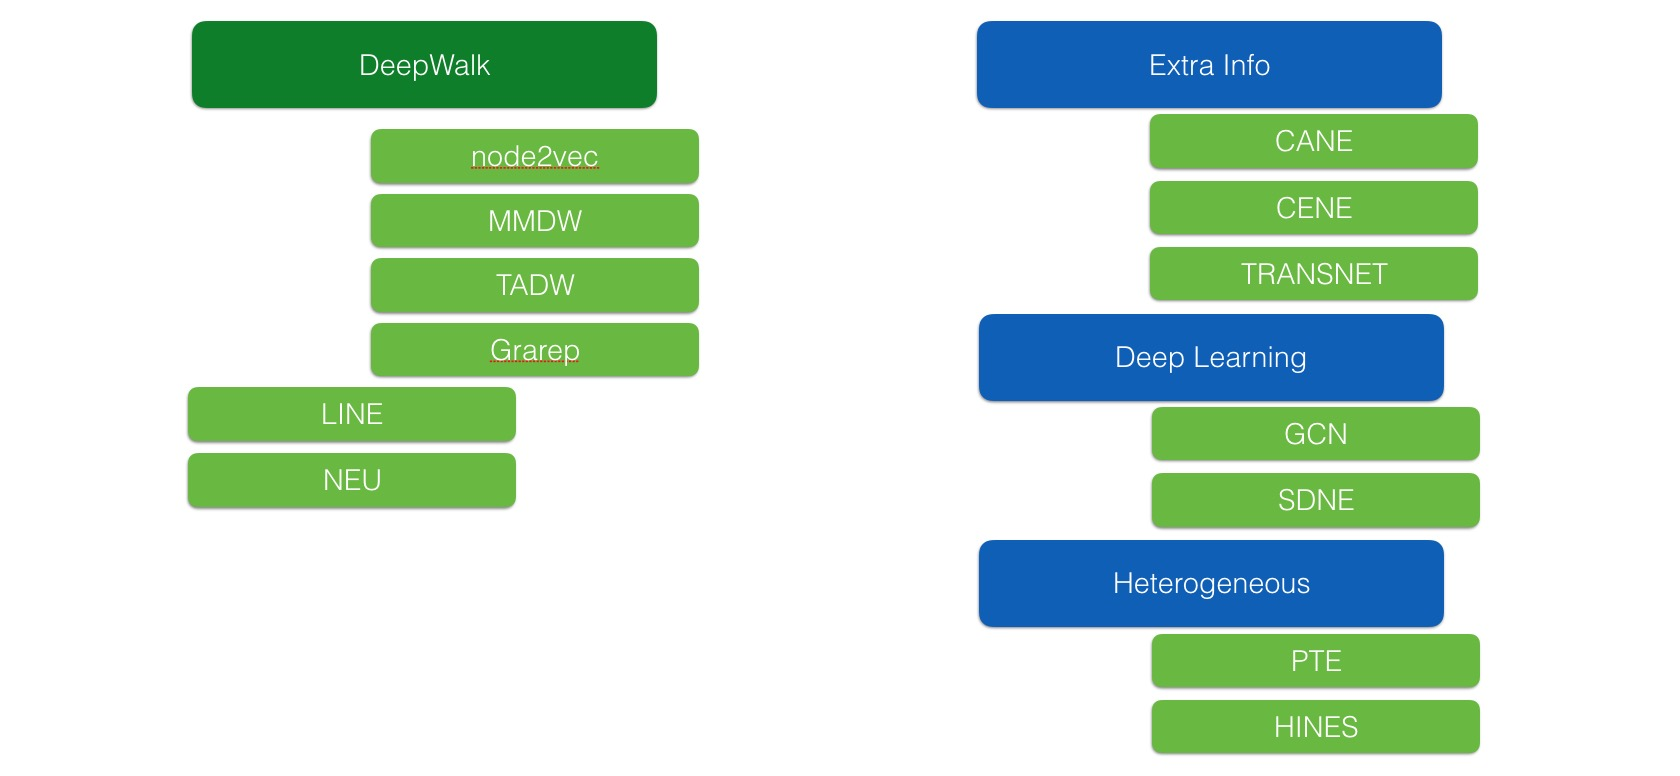 DeepWalk
node2vec
MMDW
TADW
Grarep
LINE
NEU
Extra Info
CANE
CENE
TRANSNET
Deep Learning
GCN
SDNE
Heterogeneous
PTE
HINES